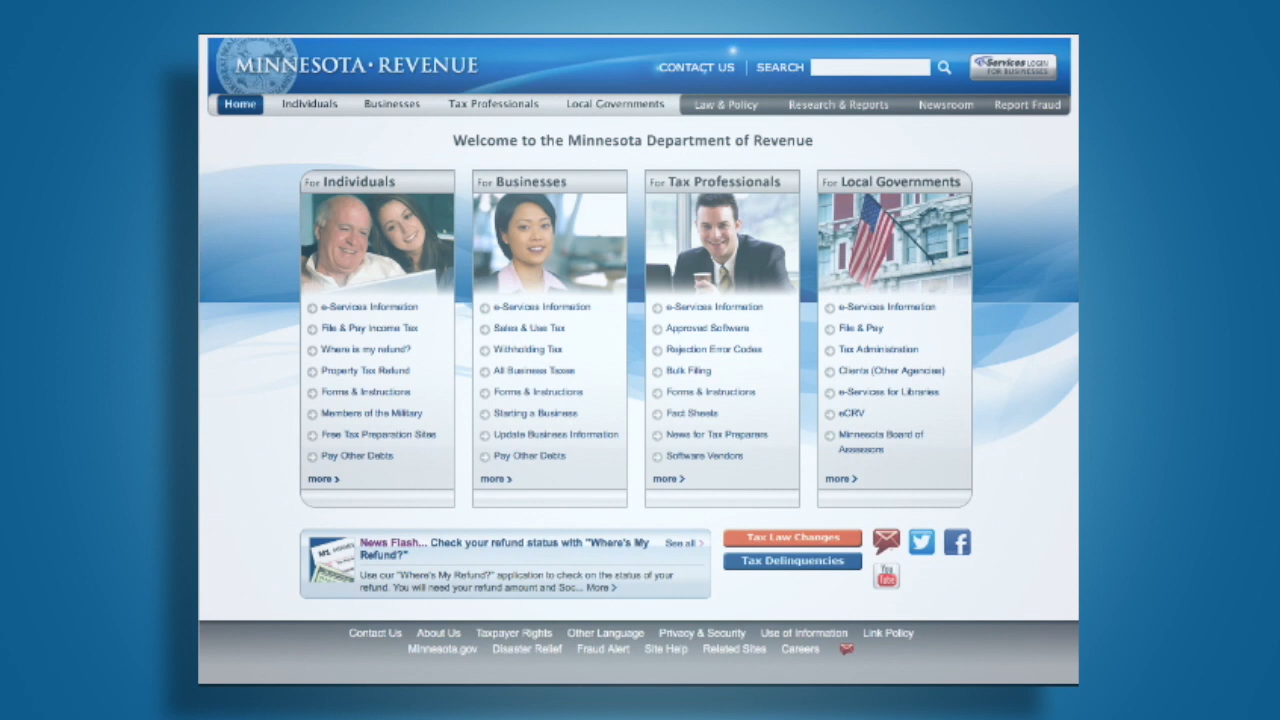 MINNESOTA · REVENUE
CONTACT US | SEARCH
e-Services LOGIN
FOR BUSINESSES
Home Individuals Businesses Tax Professionals Local Governments Law & Policy Research & Reports Newsroom Report Fraud
Welcome to the Minnesota Department of Revenue
For Individuals
e-Services Information
File & Pay Income Tax
Where is my refund?
Property Tax Refund
Forms & Instructions
Members of the Military
Free Tax Preparation Sites
Pay Other Debts
more >
For Businesses
e-Services Information
Sales & Use Tax
Withholding Tax
All Business Taxes
Forms & Instructions
Starting a Business
Update Business Information
Pay Other Debts
more >
For Tax Professionals
e-Services Information
Approved Software
Rejection Error Codes
Bulk Filing
Forms & Instructions
Fact Sheets
News for Tax Preparers
Software Vendors
more >
For Local Governments
e-Services Information
File & Pay
Tax Administration
Clients (Other Agencies)
e-Services for Libraries
eCRV
Minnesota Board of
Assessors
more >
News Flash... Check your refund status with "Where's My
Refund?"
See all >
Use our "Where's My Refund?" application to check on the status of your
refund. You will need your refund amount and Soc... More >
Tax Law Changes
Tax Delinquencies
You
Tube
Contact Us About Us Taxpayer Rights Other Language Privacy & Security Use of Information Link Policy
Minnesota.gov Disaster Relief Fraud Alert Site Help Related Sites Careers